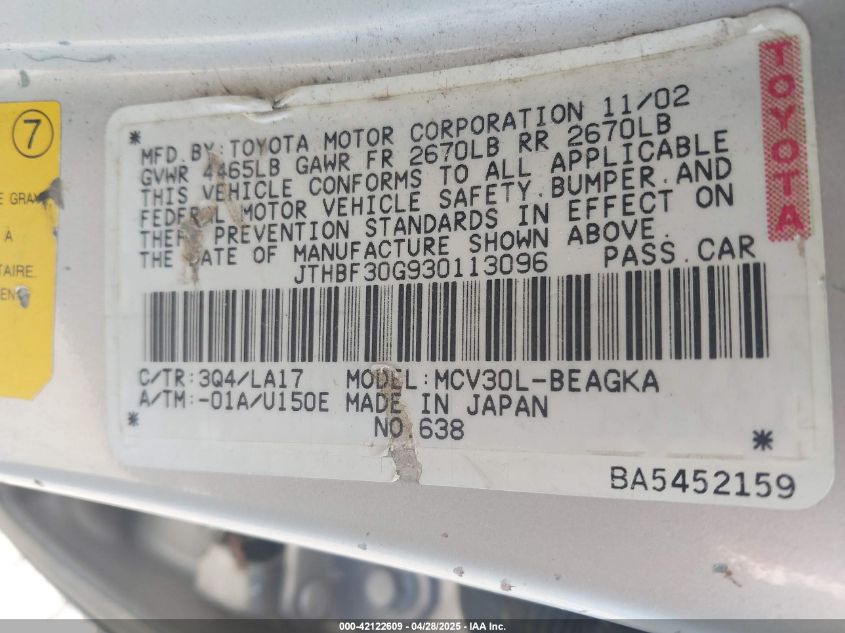 7
E GRA
À
TAIRE.
EN
TOYOTA
* MFD.BY:TOYOTA MOTOR CORPORATION 11/02
GVWR 4465LB GAWR FR 2670LB RR 2670LB
THIS VEHICLE CONFORMS TO ALL APPLICABLE
FEDERAL MOTOR VEHICLE SAFETY,BUMPER,AND
THEFT PREVENTION STANDARDS IN EFFECT ON
THE DATE OF MANUFACTURE SHOWN ABOVE.
JTHBF30G930113096 PASS.CAR
C/TR:3Q4/LA17 MODEL:MCV30L-BEAGKA
A/TM:-01A/U150E MADE IN JAPAN
* NO.638 *
BA5452159
000-42122609 - 04/28/2025 - IAA Inc.